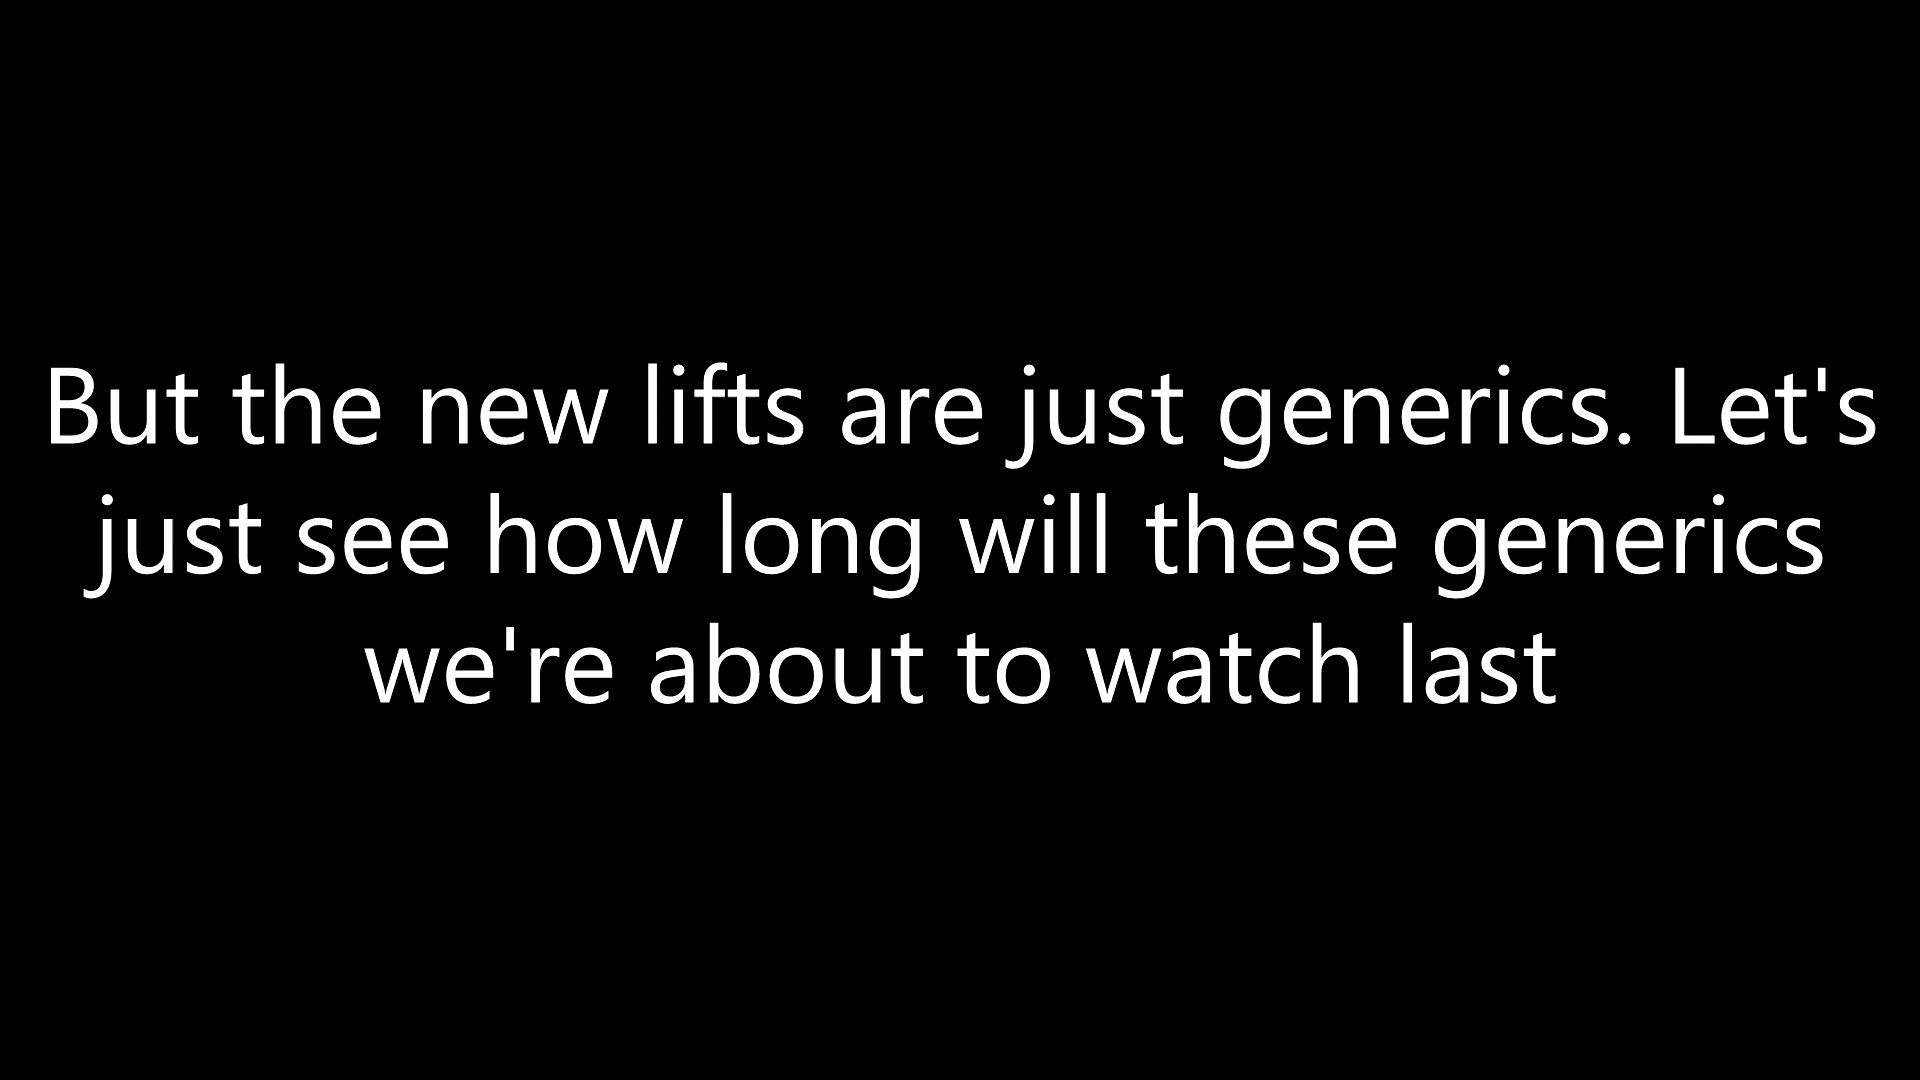 But the new lifts are just generics. Let's
just see how long will these generics
we're about to watch last